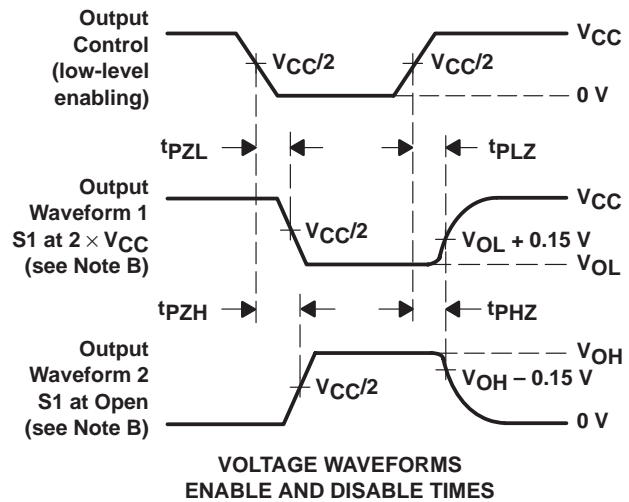 Output
Control
(low-level
enabling)
VCC
VCC/2
VCC/2
0 V
tPZL
tPLZ
Output
Waveform 1
S1 at 2 × VCC
(see Note B)
VCC
VCC/2
VOL + 0.15 V
VOL
tPZH
tPHZ
Output
Waveform 2
S1 at Open
(see Note B)
VOH
VCC/2
VOH – 0.15 V
0 V
VOLTAGE WAVEFORMS
ENABLE AND DISABLE TIMES